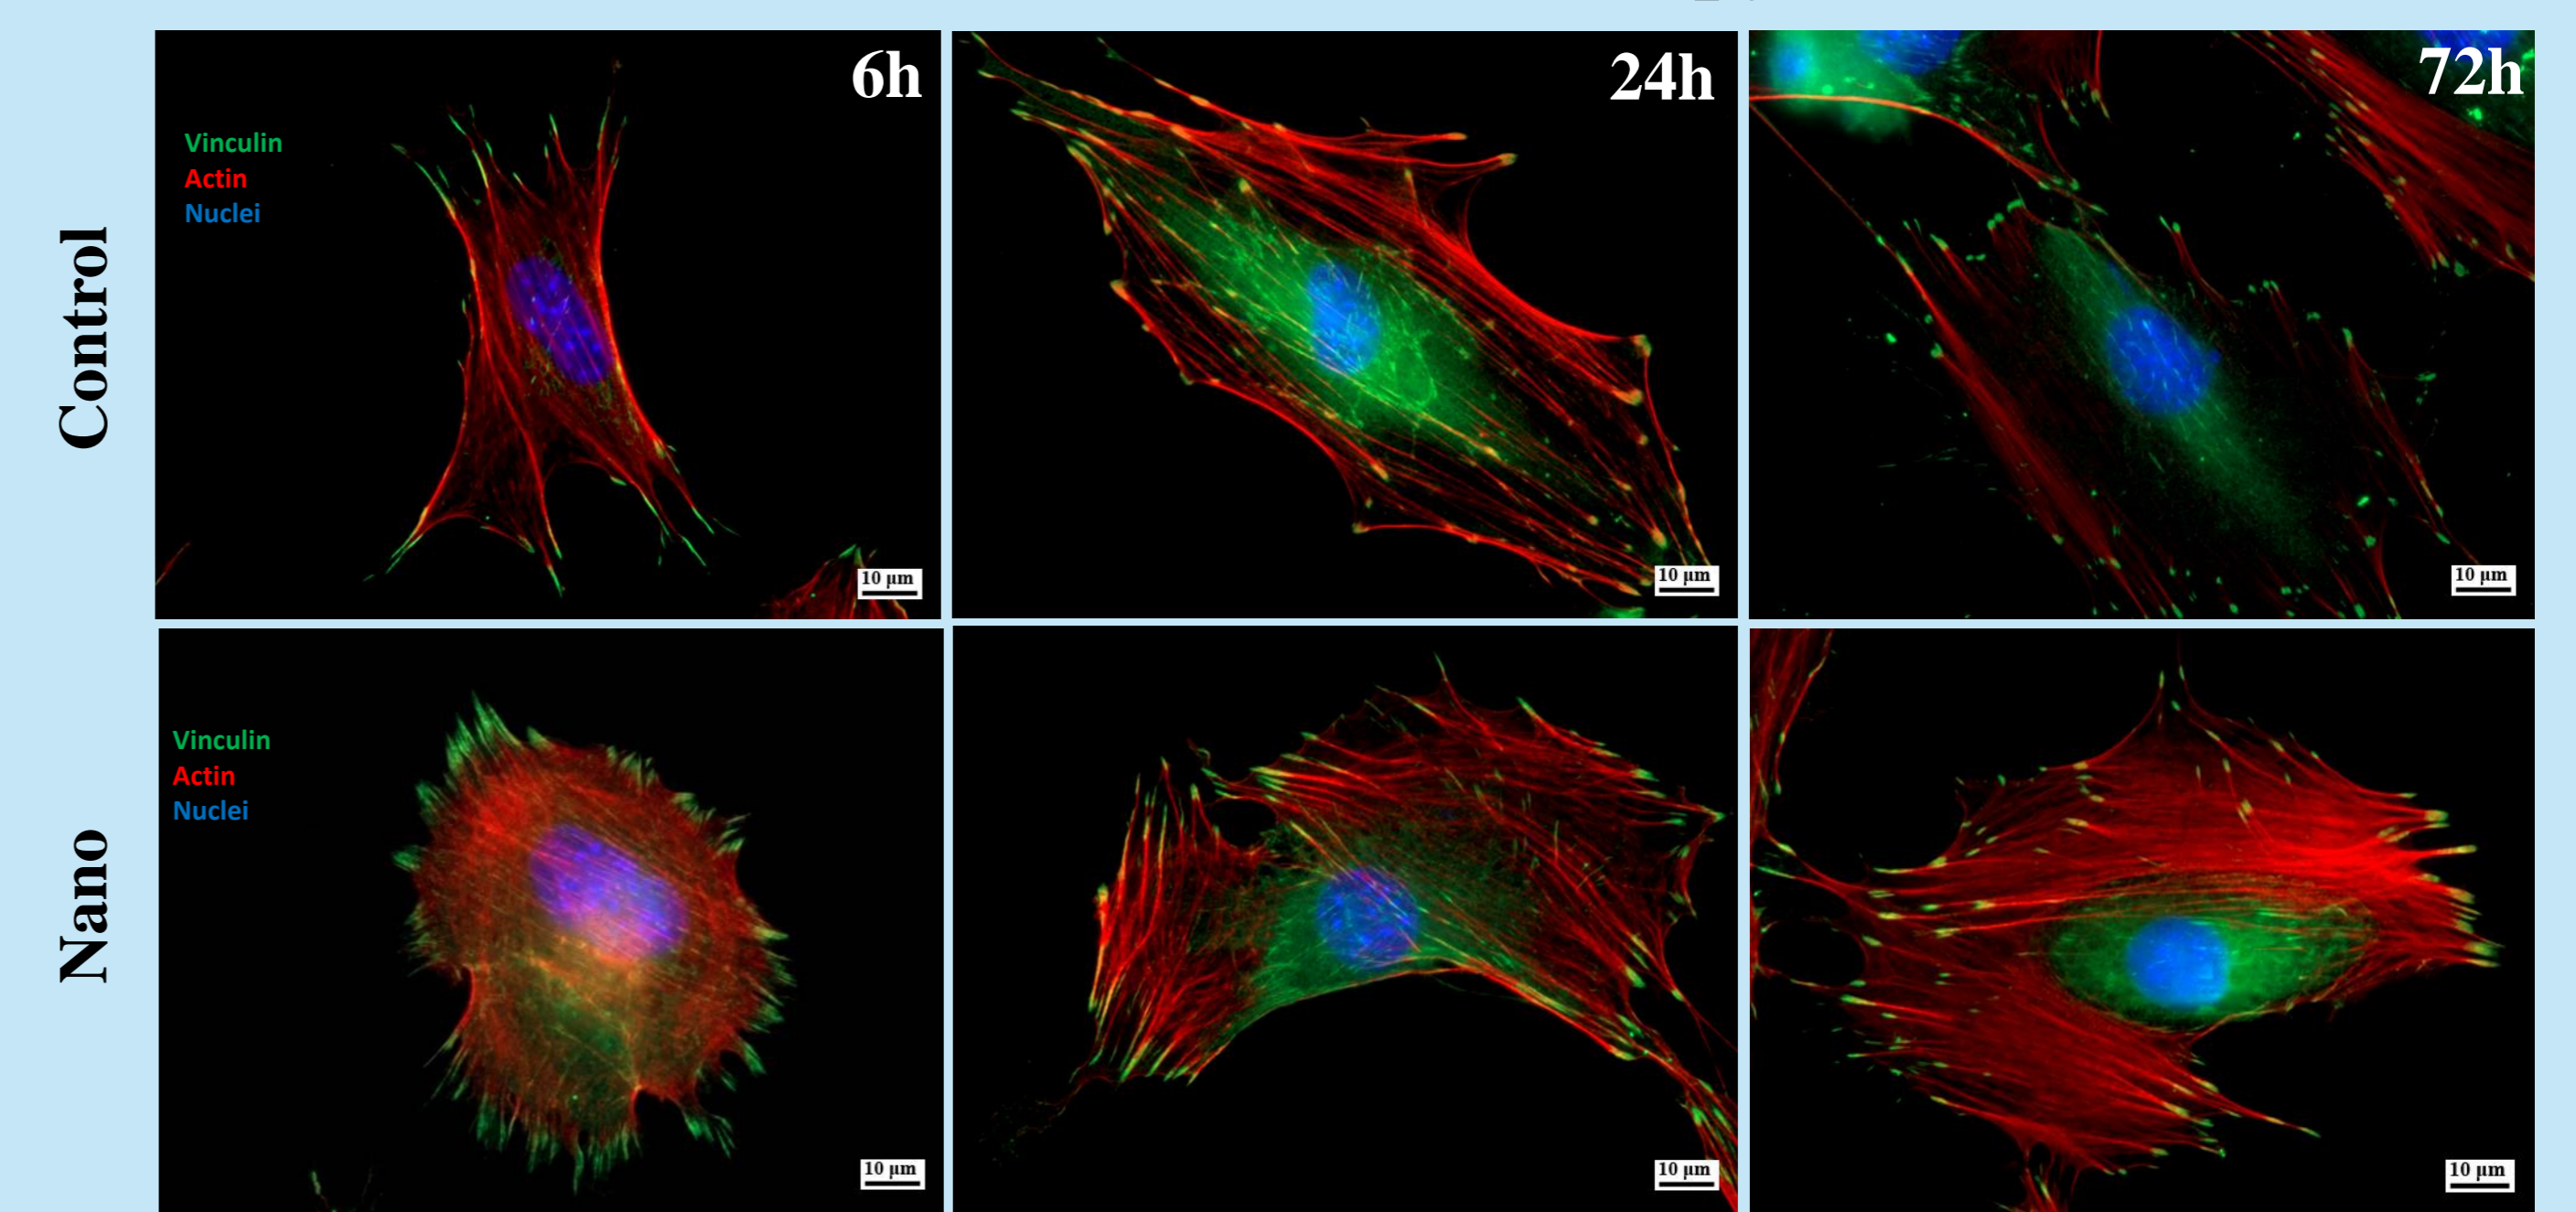 6h
24h
72h
Vinculin
Actin
Nuclei
Control
10 µm
10 µm
10 µm
Vinculin
Actin
Nuclei
Nano
10 µm
10 µm
10 µm